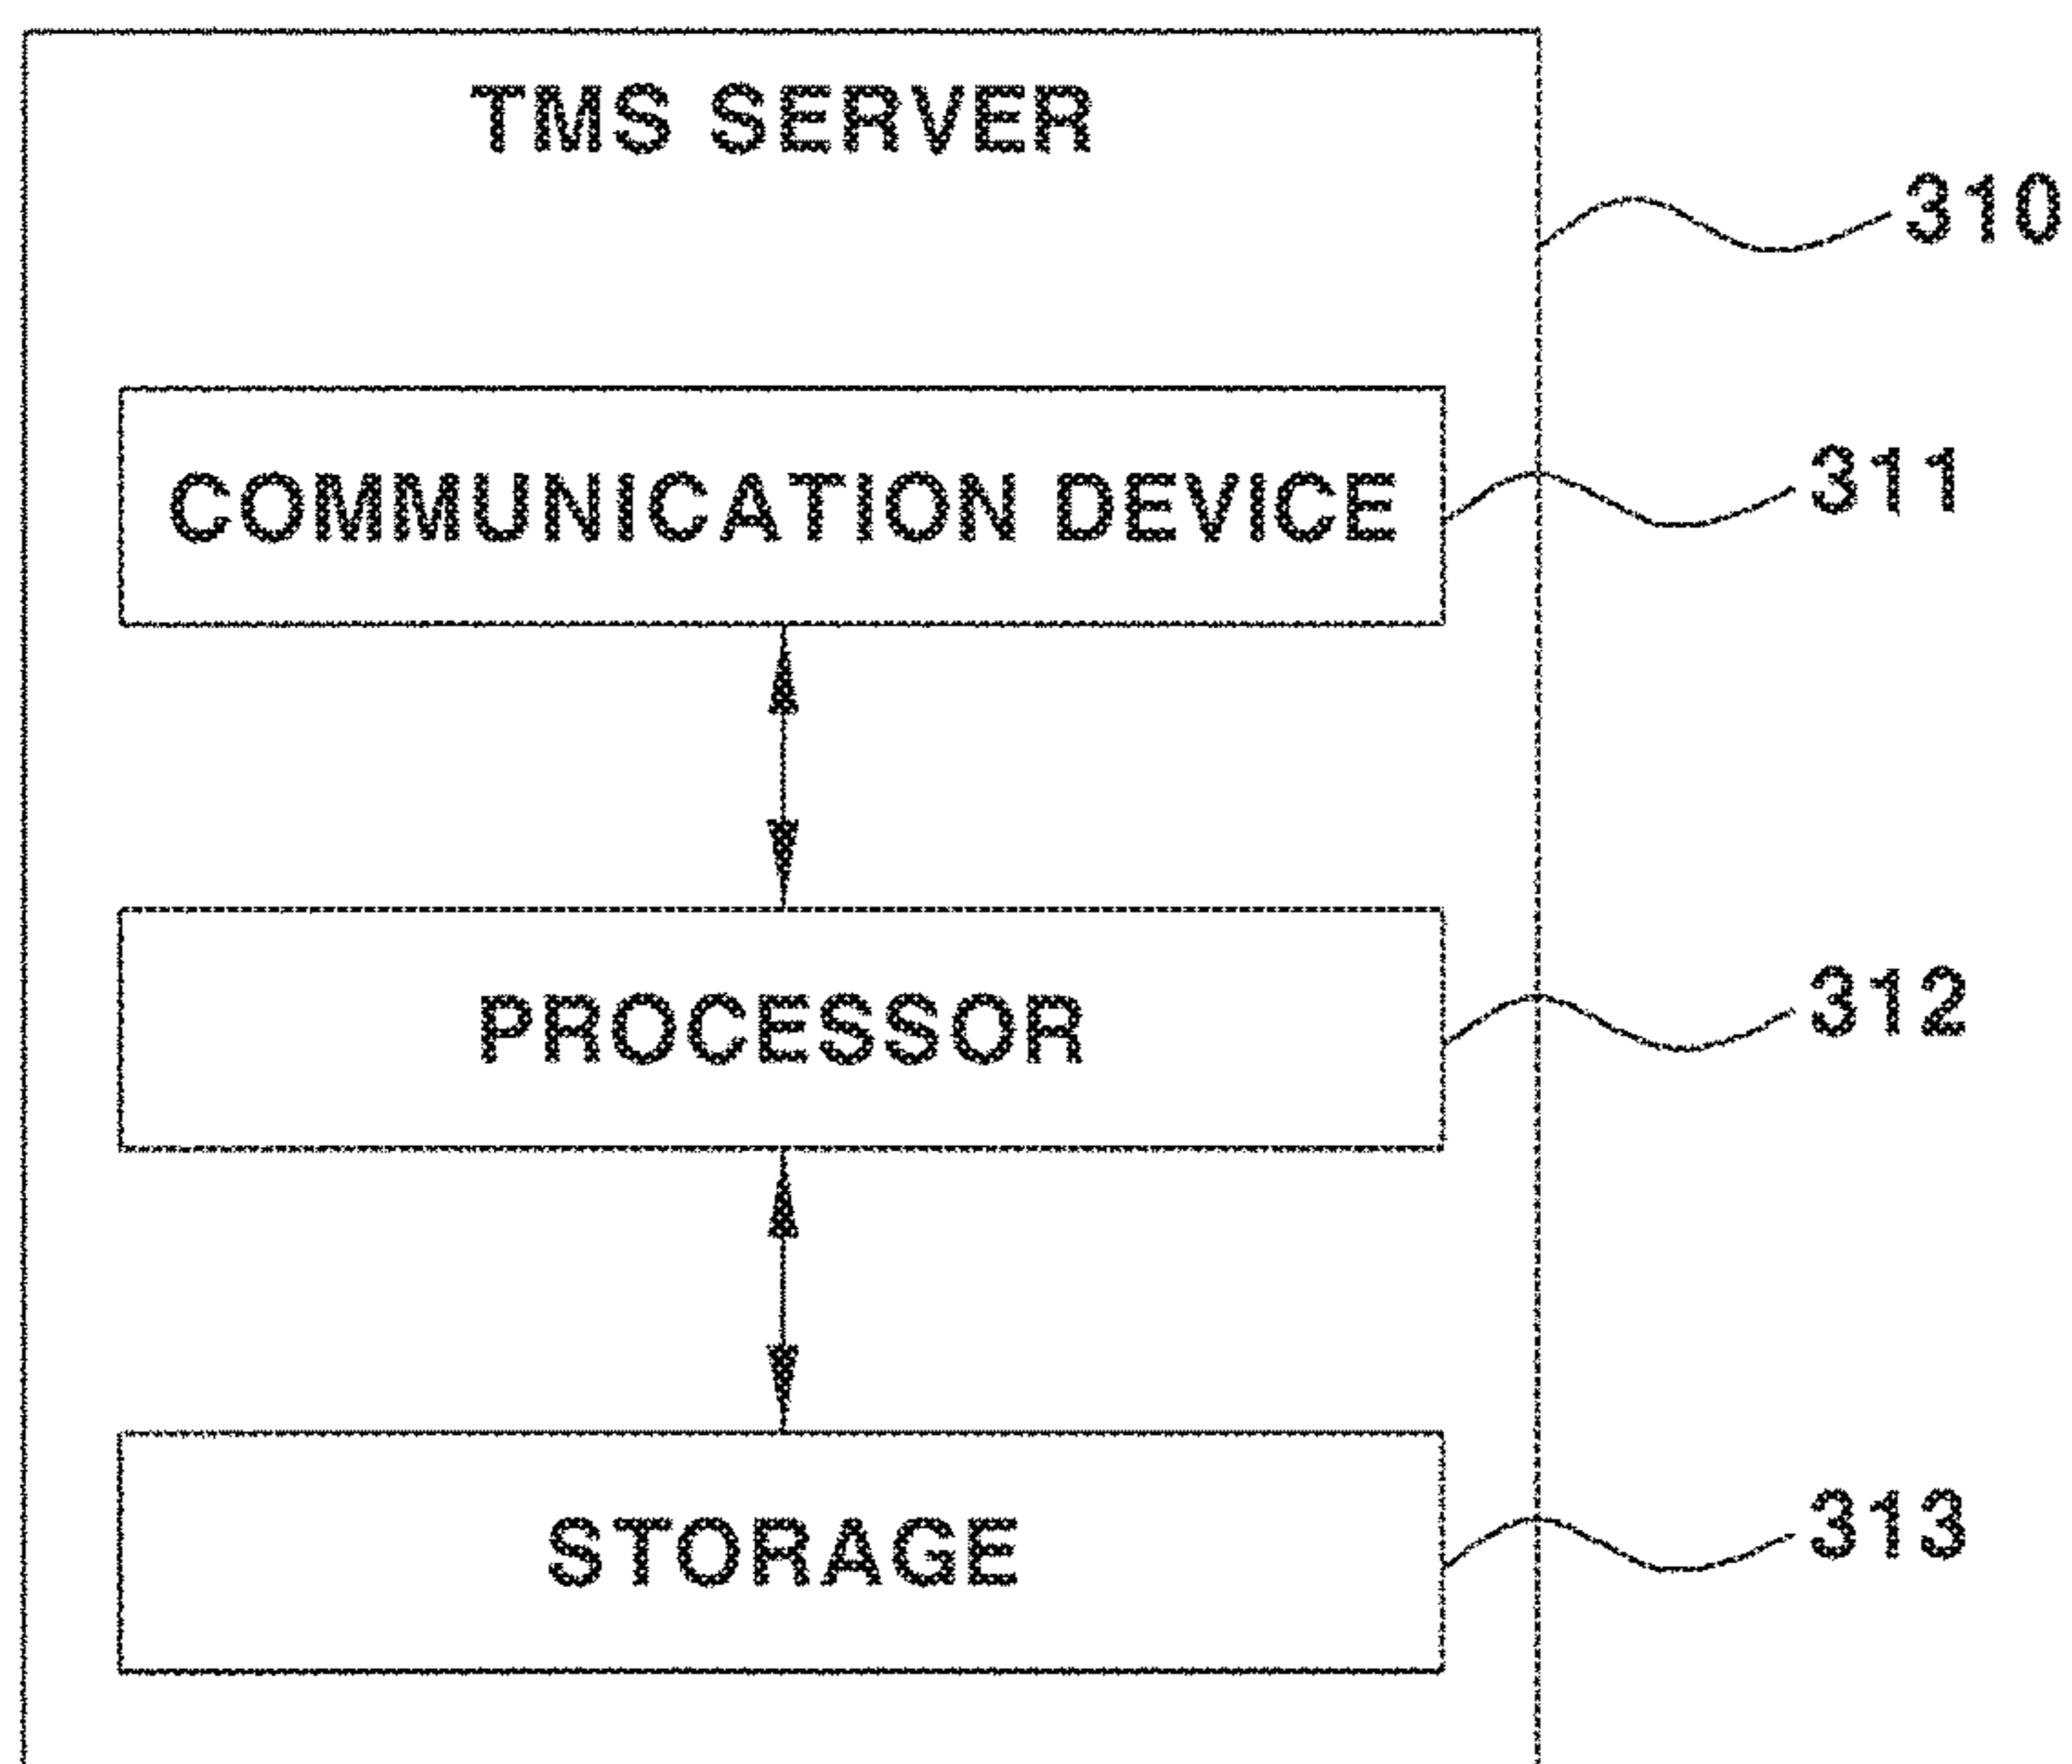 TMS SERVER
310
COMMUNICATION DEVICE
311
PROCESSOR
312
STORAGE
313